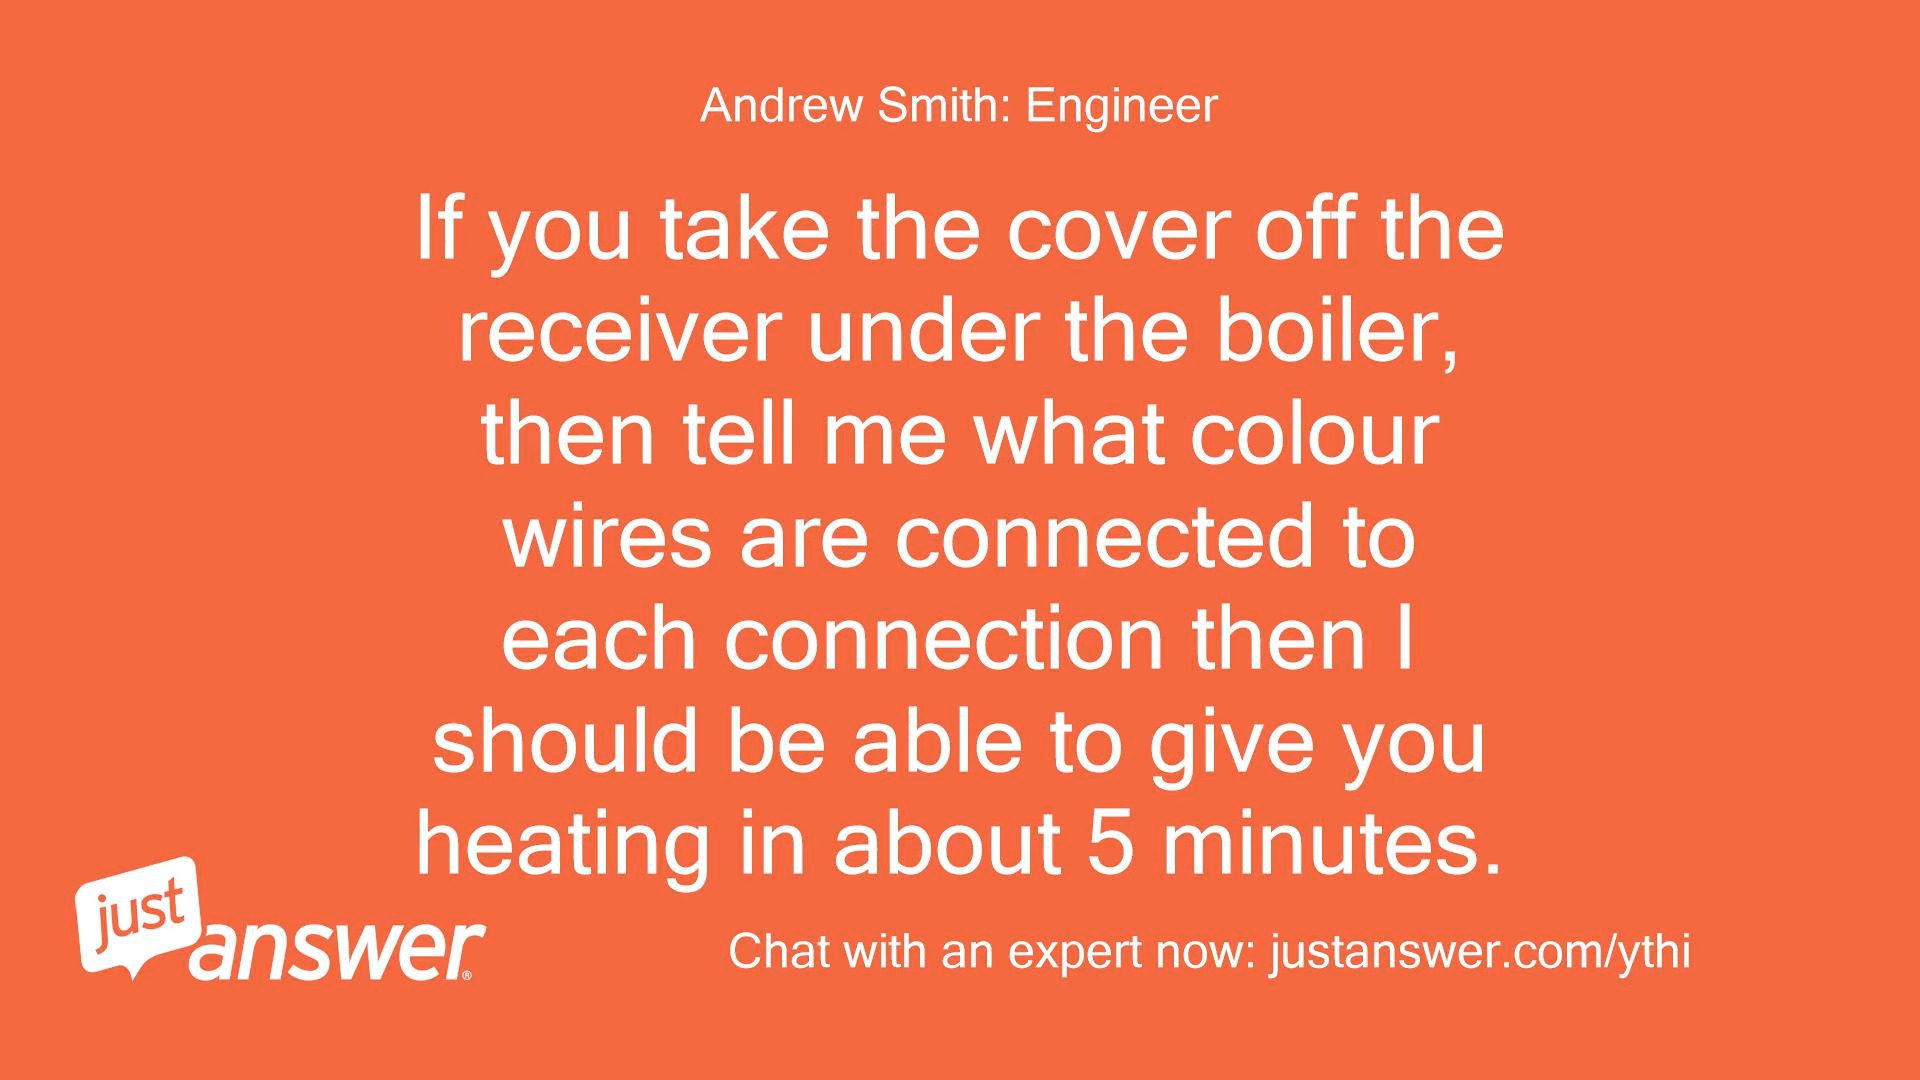 Andrew Smith: Engineer
If you take the cover off the
receiver under the boiler,
then tell me what colour
wires are connected to
each connection then I
should be able to give you
heating in about 5 minutes.
just
answer®
Chat with an expert now: justanswer.com/ythi